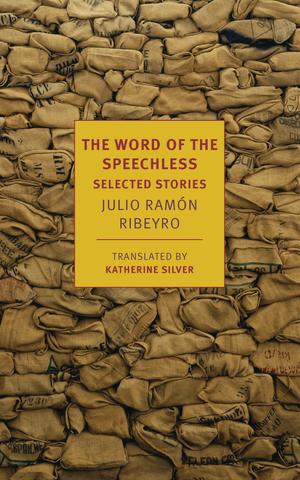 THE WORD OF THE
SPEECHLESS
SELECTED STORIES
JULIO RAMÓN
RIBEYRO
TRANSLATED BY
KATHERINE SILVER